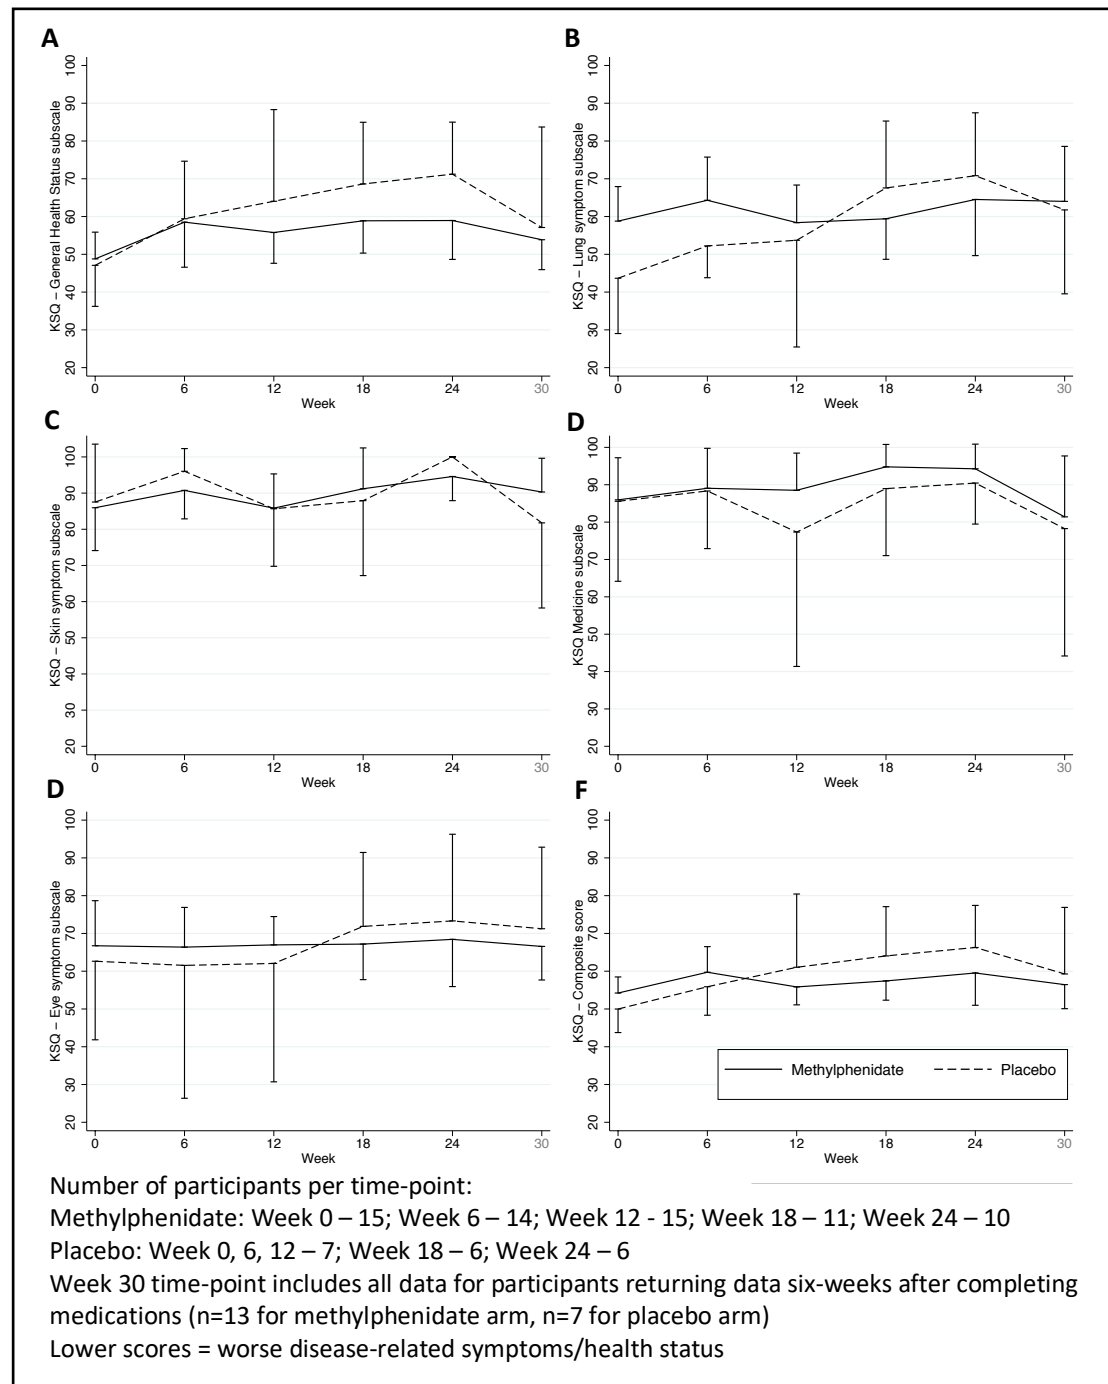 A
KSQ – General Health Status subscale
100
90
80
70
60
50
40
30
20
0 6 12 18 24 30
Week
B
KSQ – Lung symptom subscale
100
90
80
70
60
50
40
30
20
0 6 12 18 24 30
Week
C
KSQ – Skin symptom subscale
100
90
80
70
60
50
40
30
20
0 6 12 18 24 30
Week
D
KSQ Medicine subscale
100
90
80
70
60
50
40
30
20
0 6 12 18 24 30
Week
D
KSQ – Eye symptom subscale
100
90
80
70
60
50
40
30
20
0 6 12 18 24 30
Week
F
KSQ – Composite score
100
90
80
70
60
50
40
30
20
0 6 12 18 24 30
Week
Methylphenidate Placebo
Number of participants per time-point:
Methylphenidate: Week 0 – 15; Week 6 – 14; Week 12 - 15; Week 18 – 11; Week 24 – 10
Placebo: Week 0, 6, 12 – 7; Week 18 – 6; Week 24 – 6
Week 30 time-point includes all data for participants returning data six-weeks after completing
medications (n=13 for methylphenidate arm, n=7 for placebo arm)
Lower scores = worse disease-related symptoms/health status